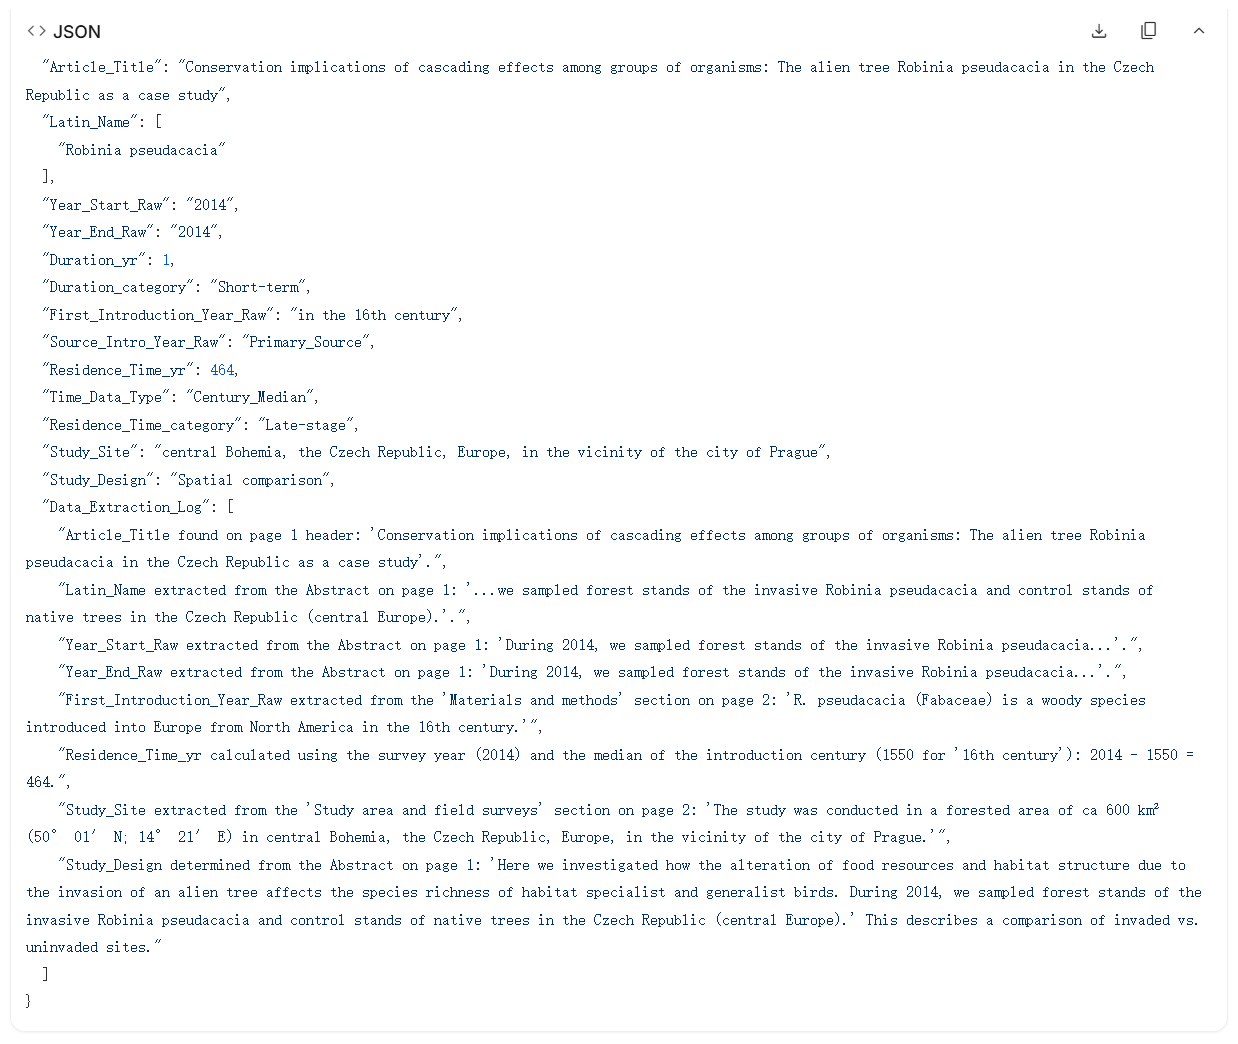 <> JSON
"Article_Title": "Conservation implications of cascading effects among groups of organisms: The alien tree Robinia pseudacacia in the Czech
Republic as a case study",
"Latin_Name": [
"Robinia pseudacacia"
],
"Year_Start_Raw": "2014",
"Year_End_Raw": "2014",
"Duration_yr": 1,
"Duration_category": "Short-term",
"First_Introduction_Year_Raw": "in the 16th century",
"Source_Intro_Year_Raw": "Primary_Source",
"Residence_Time_yr": 464,
"Time_Data_Type": "Century_Median",
"Residence_Time_category": "Late-stage",
"Study_Site": "central Bohemia, the Czech Republic, Europe, in the vicinity of the city of Prague",
"Study_Design": "Spatial comparison",
"Data_Extraction_Log": [
"Article_Title found on page 1 header: 'Conservation implications of cascading effects among groups of organisms: The alien tree Robinia
pseudacacia in the Czech Republic as a case study'.",
"Latin_Name extracted from the Abstract on page 1: '...we sampled forest stands of the invasive Robinia pseudacacia and control stands of
native trees in the Czech Republic (central Europe).'.",
"Year_Start_Raw extracted from the Abstract on page 1: 'During 2014, we sampled forest stands of the invasive Robinia pseudacacia...'.",
"Year_End_Raw extracted from the Abstract on page 1: 'During 2014, we sampled forest stands of the invasive Robinia pseudacacia...'.",
"First_Introduction_Year_Raw extracted from the 'Materials and methods' section on page 2: 'R. pseudacacia (Fabaceae) is a woody species
introduced into Europe from North America in the 16th century.'",
"Residence_Time_yr calculated using the survey year (2014) and the median of the introduction century (1550 for '16th century'): 2014 - 1550 =
464.",
"Study_Site extracted from the 'Study area and field surveys' section on page 2: 'The study was conducted in a forested area of ca 600 km²
(50° 01′ N; 14° 21′ E) in central Bohemia, the Czech Republic, Europe, in the vicinity of the city of Prague.'",
"Study_Design determined from the Abstract on page 1: 'Here we investigated how the alteration of food resources and habitat structure due to
the invasion of an alien tree affects the species richness of habitat specialist and generalist birds. During 2014, we sampled forest stands of the
invasive Robinia pseudacacia and control stands of native trees in the Czech Republic (central Europe).' This describes a comparison of invaded vs.
uninvaded sites."
]
}